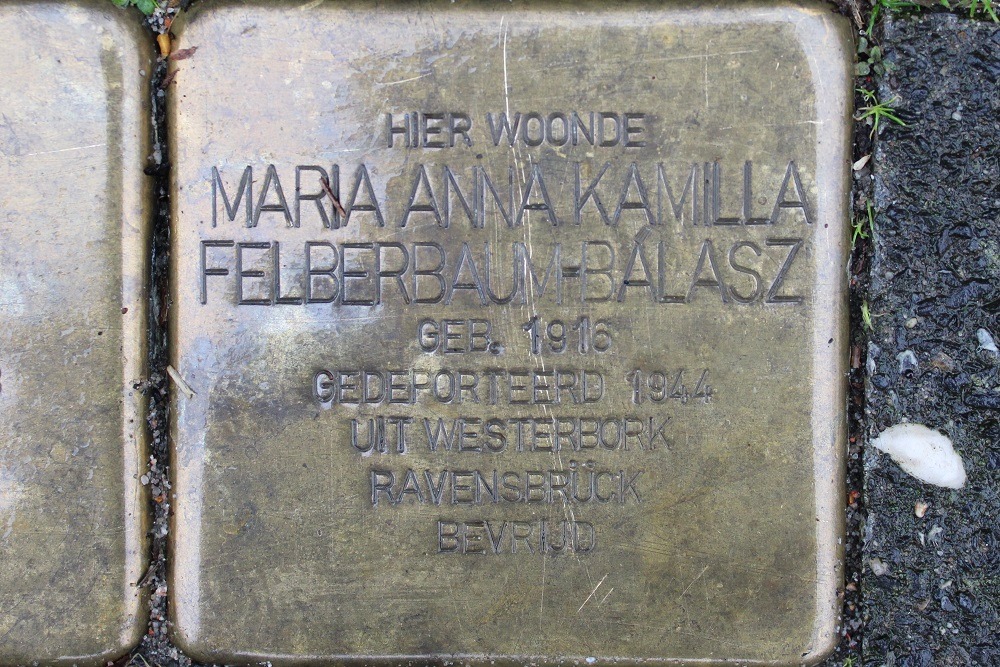 HIER WOONDE
MARIA ANNA KAMILLA
FELBERBAUM-BÁLASZ
GEB. 1916
GEDEPORTEERD 1944
UIT WESTERBORK
RAVENSBRÜCK
BEVRIJD